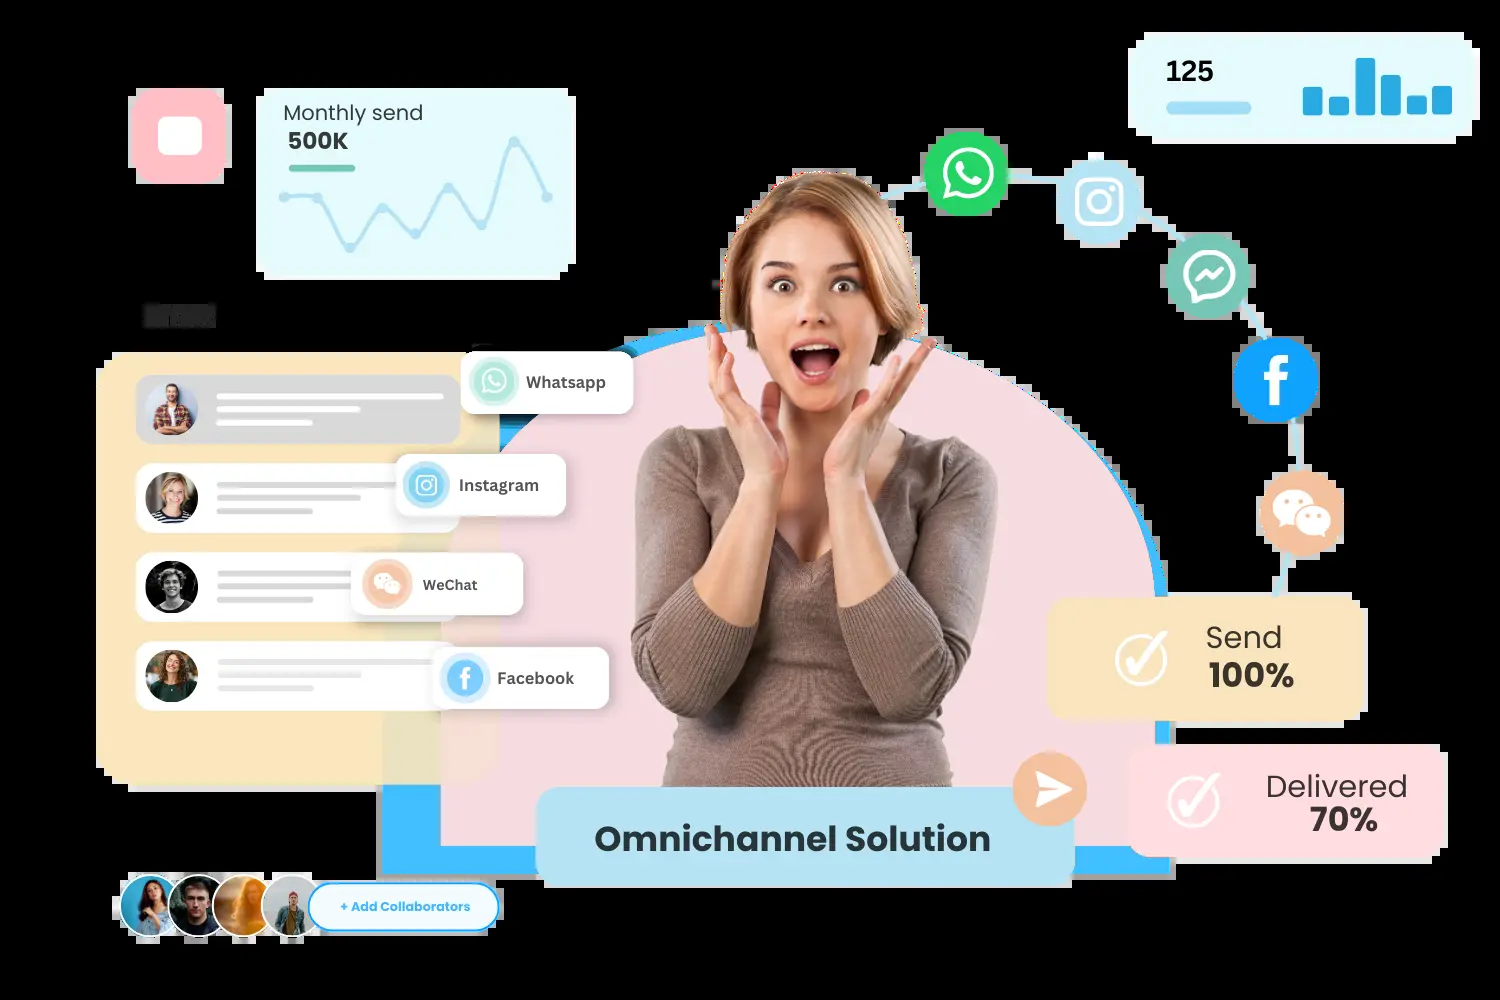 125
Monthly send
500K
Whatsapp
Instagram
WeChat
Facebook
Send
100%
Delivered
70%
Omnichannel Solution
+ Add Collaborators